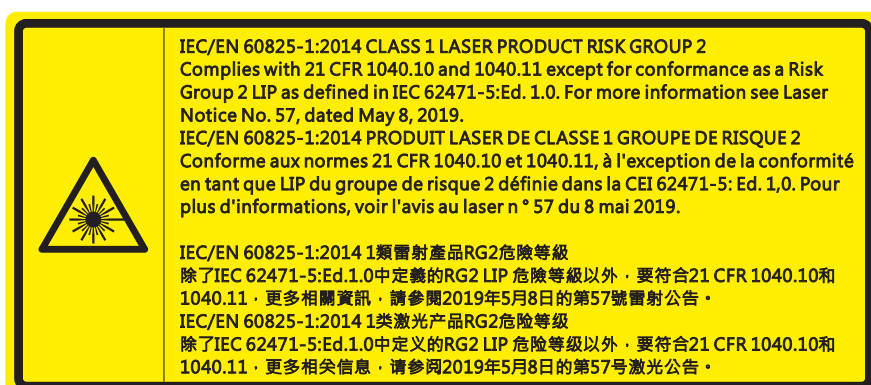 IEC/EN 60825-1:2014 CLASS 1 LASER PRODUCT RISK GROUP 2
Complies with 21 CFR 1040.10 and 1040.11 except for conformance as a Risk
Group 2 LIP as defined in IEC 62471-5:Ed. 1.0. For more information see Laser
Notice No. 57, dated May 8, 2019.
IEC/EN 60825-1:2014 PRODUIT LASER DE CLASSE 1 GROUPE DE RISQUE 2
Conforme aux normes 21 CFR 1040.10 et 1040.11, à l'exception de la conformité
en tant que LIP du groupe de risque 2 définie dans la CEI 62471-5: Ed. 1,0. Pour
plus d'informations, voir l'avis au laser n ° 57 du 8 mai 2019.
IEC/EN 60825-1:2014 1類雷射產品RG2危險等級
除了IEC 62471-5:Ed.1.0中定義的RG2 LIP 危險等級以外，要符合21 CFR 1040.10和
1040.11，更多相關資訊，請參閱2019年5月8日的第57號雷射公告。
IEC/EN 60825-1:2014 1类激光产品RG2危险等级
除了IEC 62471-5:Ed.1.0中定义的RG2 LIP 危险等级以外，要符合21 CFR 1040.10和
1040.11，更多相关信息，请参阅2019年5月8日的第57号激光公告。